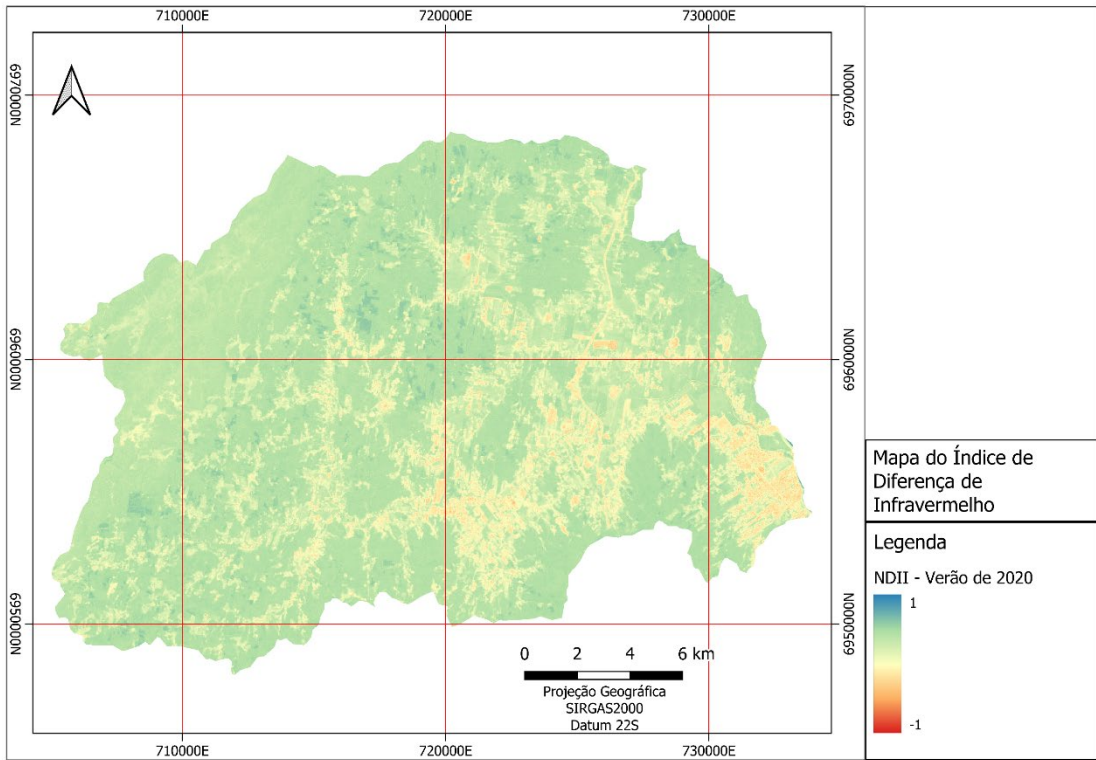 710000E
720000E
730000E
6970000N
6970000N
6960000N
6960000N
6950000N
6950000N
0 2 4 6 km
Projeção Geográfica
SIRGAS2000
Datum 22S
710000E
720000E
730000E
Mapa do Índice de
Diferença de
Infravermelho
Legenda
NDII - Verão de 2020
1
-1